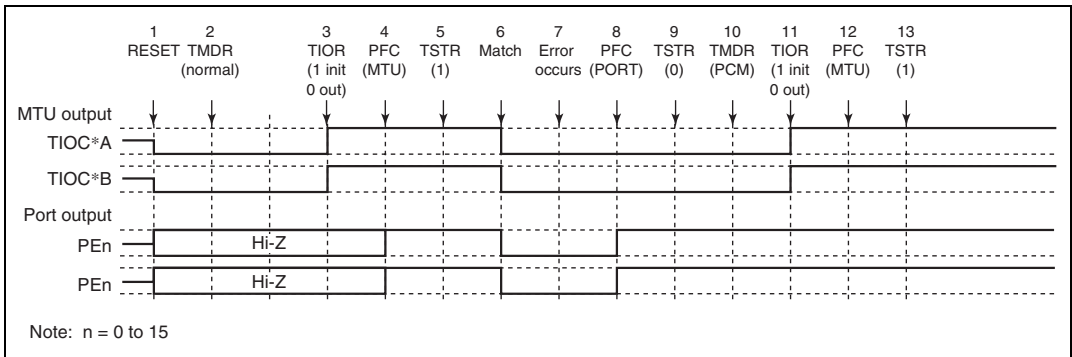 1 2 3 4 5 6 7 8 9 10 11 12 13
RESET TMDR TIOR PFC TSTR Match Error PFC TSTR TMDR TIOR PFC TSTR
(normal) (1 init (MTU) (1) occurs (PORT) (0) (PCM) (1 init (MTU) (1)
0 out) 0 out)
MTU output
TIOC*A
TIOC*B
Port output
PEn Hi-Z
PEn Hi-Z
Note: n = 0 to 15